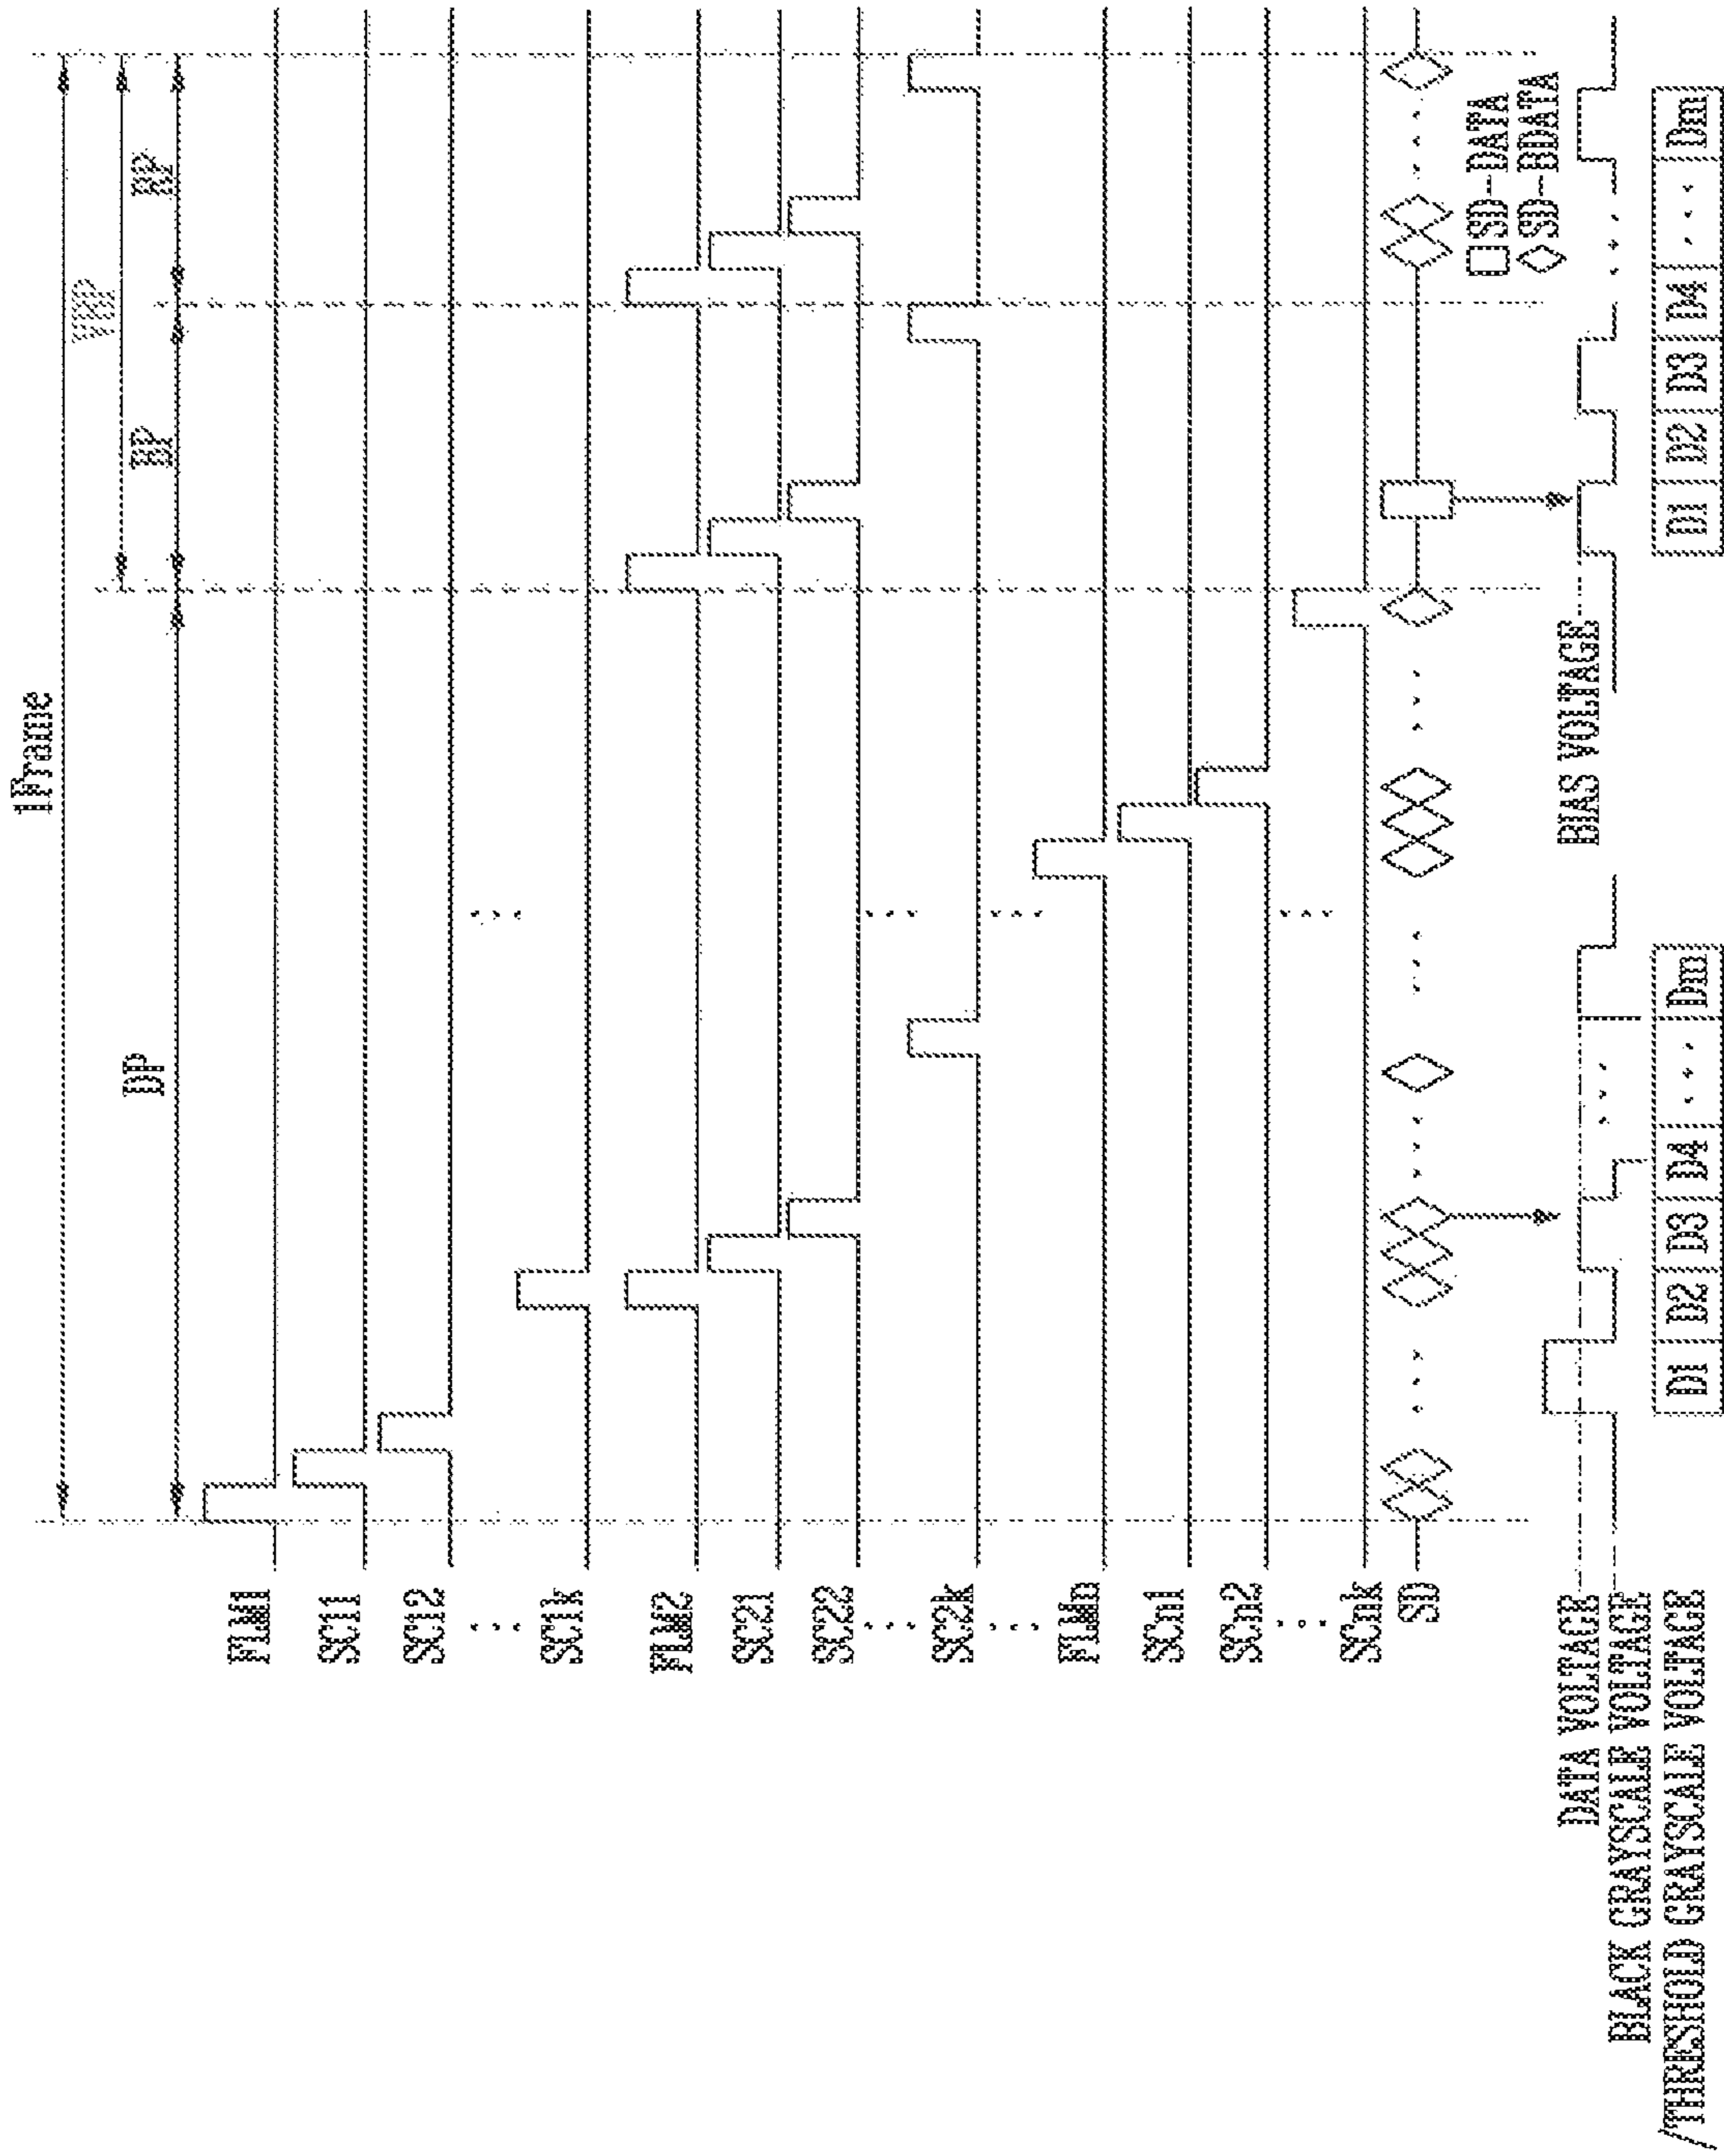 1Frame
DP
VBP
BP
RP
FLM1
SC11
SC12
...
SC1k
FLM2
SC21
SC22
...
SC2k
...
FLMn
SCn1
SCn2
...
SCnk
SD
SD-DATA
SD-BDATA
DATA VOLTAGE
BLACK GRAYSCALE VOLTAGE
/THRESHOLD GRAYSCALE VOLTAGE
BIAS VOLTAGE
D1 D2 D3 D4 ... Dm
D1 D2 D3 D4 ... Dm